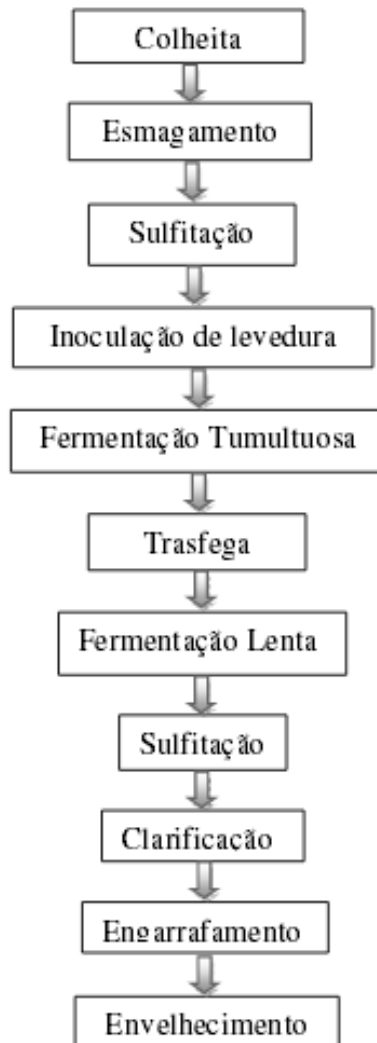 Colheita
Esmagamento
Sulfitação
Inoculação de levedura
Fermentação Tumultuosa
Trasfega
Fermentação Lenta
Sulfitação
Clarificação
Engarrafamento
Envelhecimento